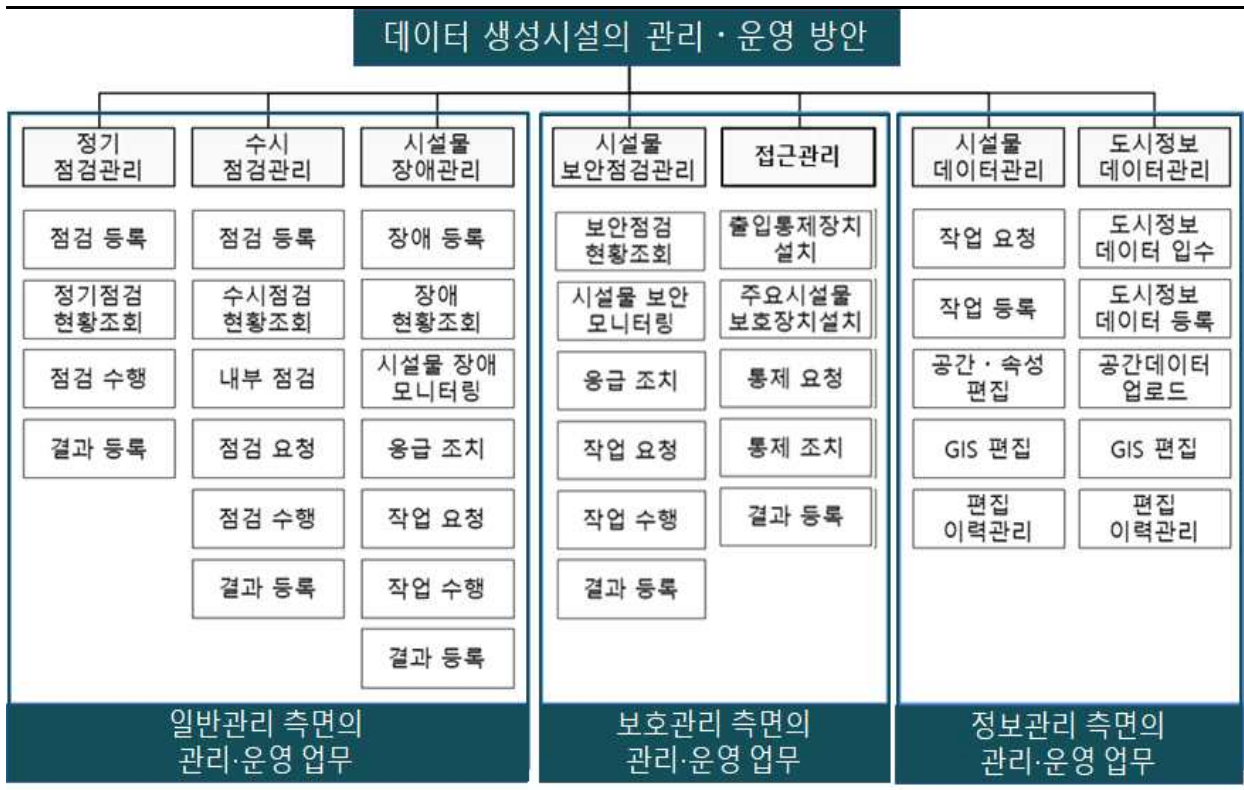 데이터 생성시설의 관리 · 운영 방안
정기
점검관리
수시
점검관리
시설물
장애관리
시설물
보안점검관리
접근관리
시설물
데이터관리
도시정보
데이터관리
점검 등록
정기점검
현황조회
점검 수행
결과 등록
점검 등록
수시점검
현황조회
내부 점검
점검 요청
점검 수행
결과 등록
장애 등록
장애
현황조회
시설물 장애
모니터링
응급 조치
작업 요청
작업 수행
결과 등록
보안점검
현황조회
시설물 보안
모니터링
응급 조치
작업 요청
작업 수행
결과 등록
출입통제장치
설치
주요시설물
보호장치설치
통제 요청
통제 조치
결과 등록
작업 요청
작업 등록
공간 · 속성
편집
GIS 편집
편집
이력관리
도시정보
데이터 입수
도시정보
데이터 등록
공간데이터
업로드
GIS 편집
편집
이력관리
일반관리 측면의
관리·운영 업무
보호관리 측면의
관리·운영 업무
정보관리 측면의
관리·운영 업무